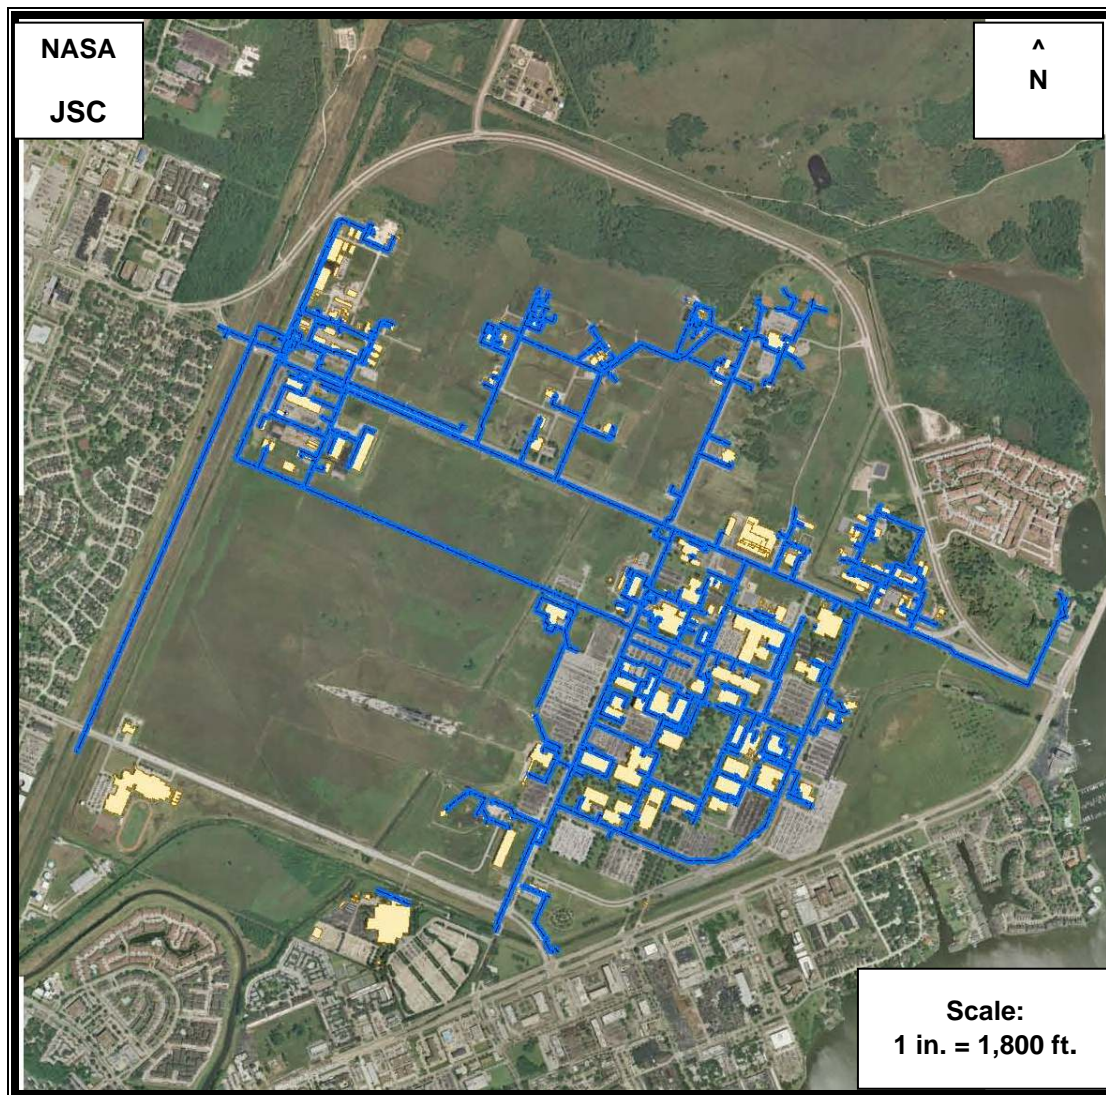 NASA
JSC
^
N
Scale:
1 in. = 1,800 ft.